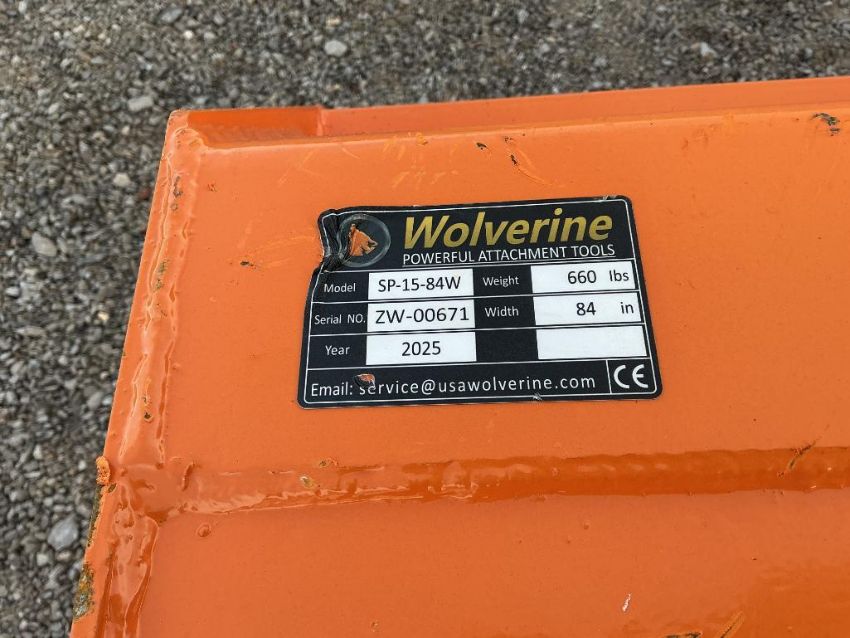 Wolverine
POWERFUL ATTACHMENT TOOLS
Model SP-15-84W Weight 660 lbs
Serial NO. ZW-00671 Width 84 in
Year 2025
Email: service@usawolverine.com CE